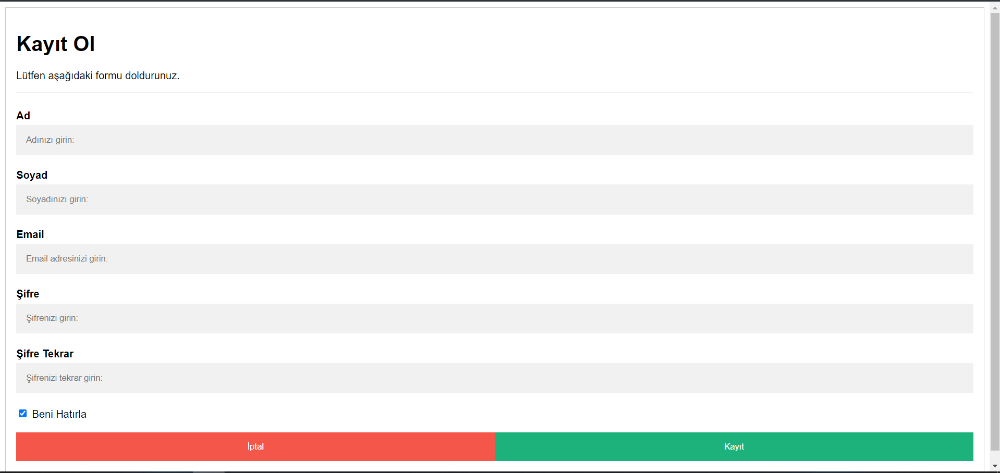 Kayıt Ol
Lütfen aşağıdaki formu doldurunuz.
Ad
Adınızı girin:
Soyad
Soyadınızı girin:
Email
Email adresinizi girin:
Şifre
Şifrenizi girin:
Şifre Tekrar
Şifrenizi tekrar girin:
Beni Hatırla
İptal
Kayıt